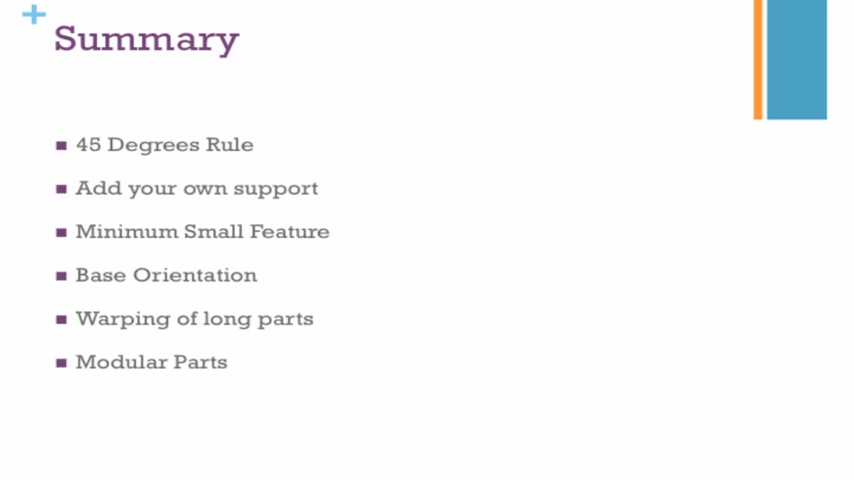 Summary
45 Degrees Rule
Add your own support
Minimum Small Feature
Base Orientation
Warping of long parts
Modular Parts